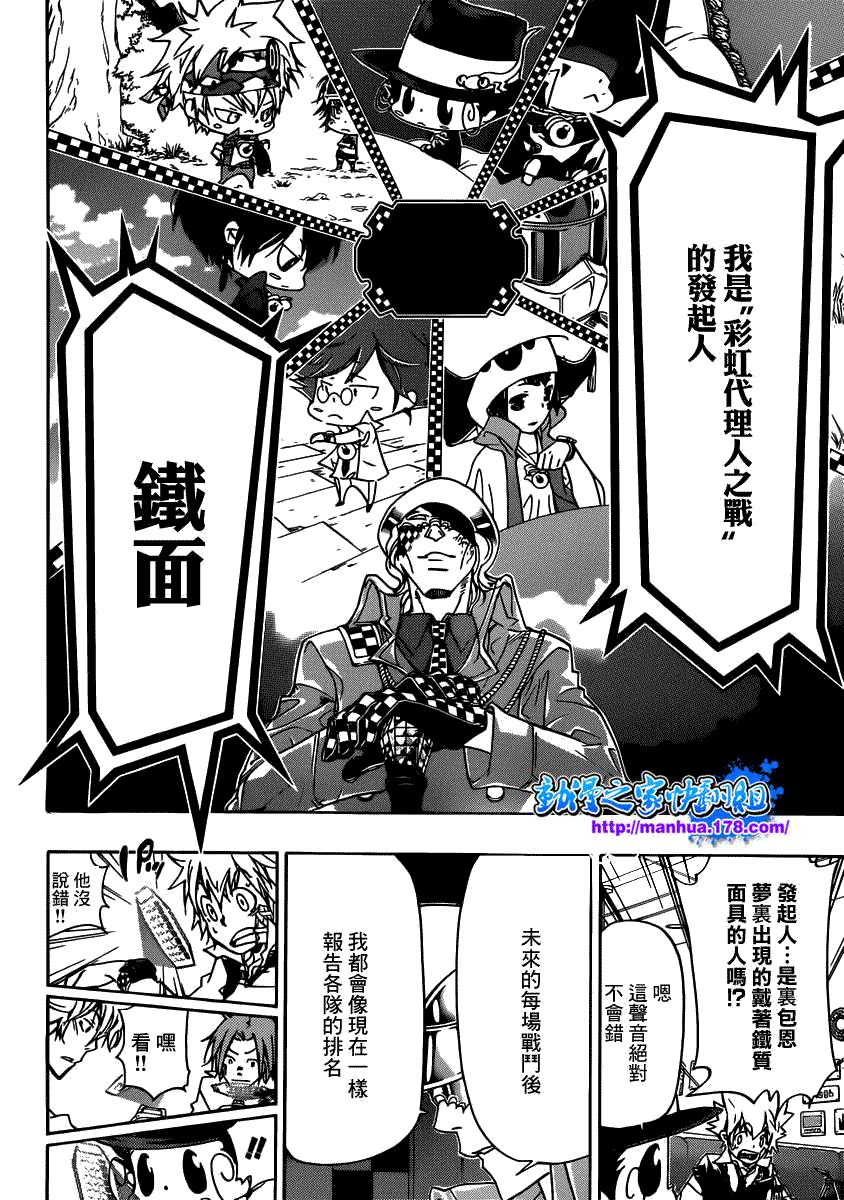 我是〞彩虹代理人之戰〟
的發起人
鐵面
動漫之家快翻組
http://manhua.178.com/
發起人…是裏包恩
夢裏出現的戴著鐵質
面具的人嗎!?
嗯
這聲音絕對
不會錯
未來的每場戰鬥後
我都會像現在一樣
報告各隊的排名
他沒
說錯!!
嘿
看!!
!!